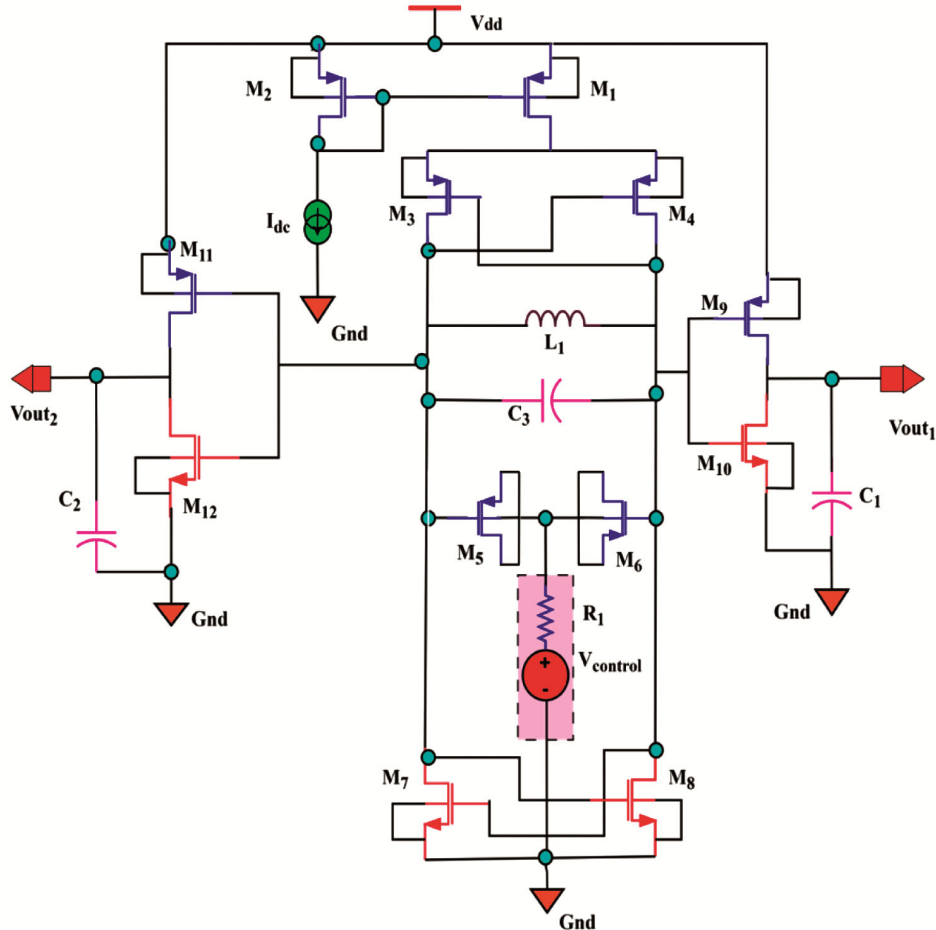 Vdd
M2
M1
M3
M4
Idc
M11
Gnd
M9
L1
Vout2
C3
Vout1
M10
C2
M12
C1
M5
M6
Gnd
R1
Gnd
Vcontrol
M7
M8
Gnd
+
-